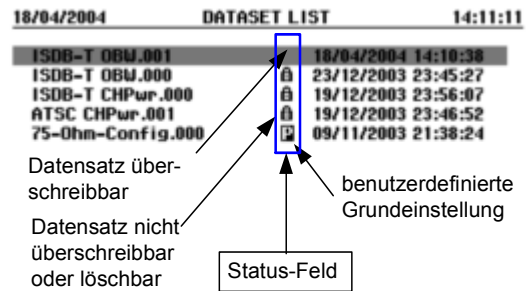 18/04/2004 DATASET LIST 14:11:11
ISDB-T OBW.001 18/04/2004 14:10:38
ISDB-T OBW.000 23/12/2003 23:45:27
ISDB-T CHPwr.000 19/12/2003 23:56:07
ATSC CHPwr.001 19/12/2003 23:46:52
75-Ohm-Config.000 P 09/11/2003 21:38:24
Datensatz über-
schreibbar
benutzerdefinierte
Grundeinstellung
Datensatz nicht
überschreibbar
oder löschbar
Status-Feld